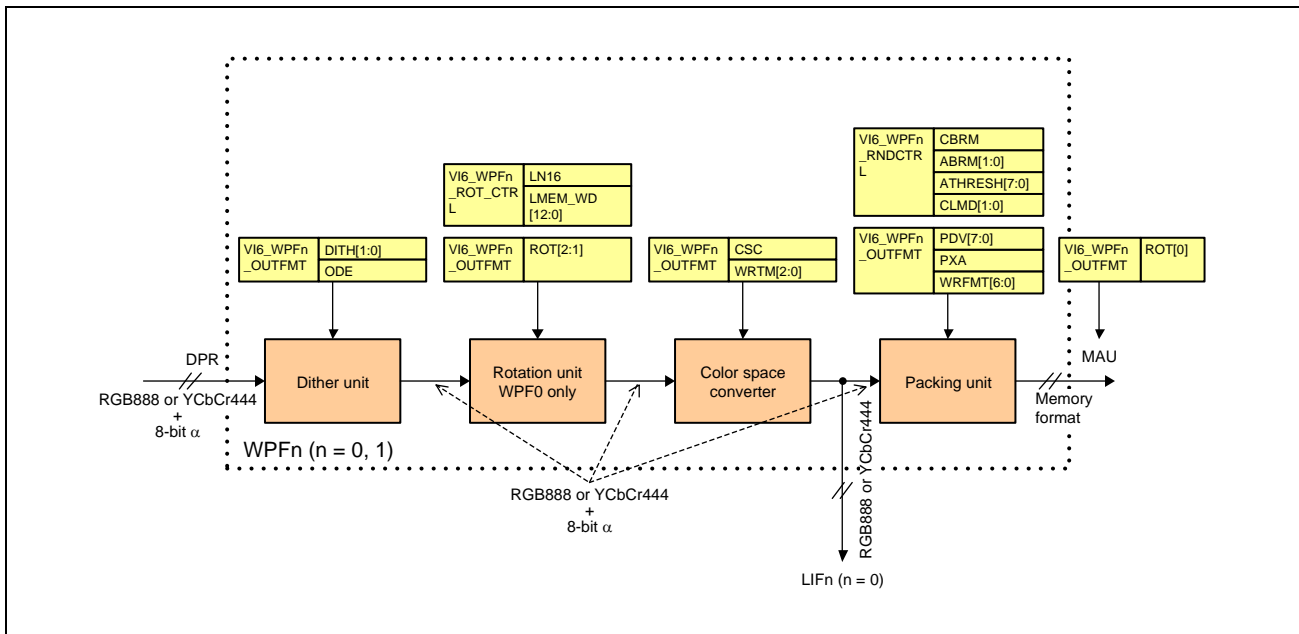 VI6_WPFn
_RNDCTR
L
CBRM
ABRM[1:0]
ATHRESH[7:0]
CLMD[1:0]
VI6_WPFn
_ROT_CTR
L
LN16
LMEM_WD
[12:0]
VI6_WPFn
_OUTFMT
DITH[1:0]
ODE
VI6_WPFn
_OUTFMT
ROT[2:1]
VI6_WPFn
_OUTFMT
CSC
WRTM[2:0]
VI6_WPFn
_OUTFMT
PDV[7:0]
PXA
WRFMT[6:0]
VI6_WPFn
_OUTFMT
ROT[0]
DPR
RGB888 or YCbCr444
+
8-bit α
Dither unit
Rotation unit
WPF0 only
Color space
converter
Packing unit
MAU
Memory
format
WPFn (n = 0, 1)
RGB888 or YCbCr444
+
8-bit α
RGB888 or YCbCr444
LIFn (n = 0)